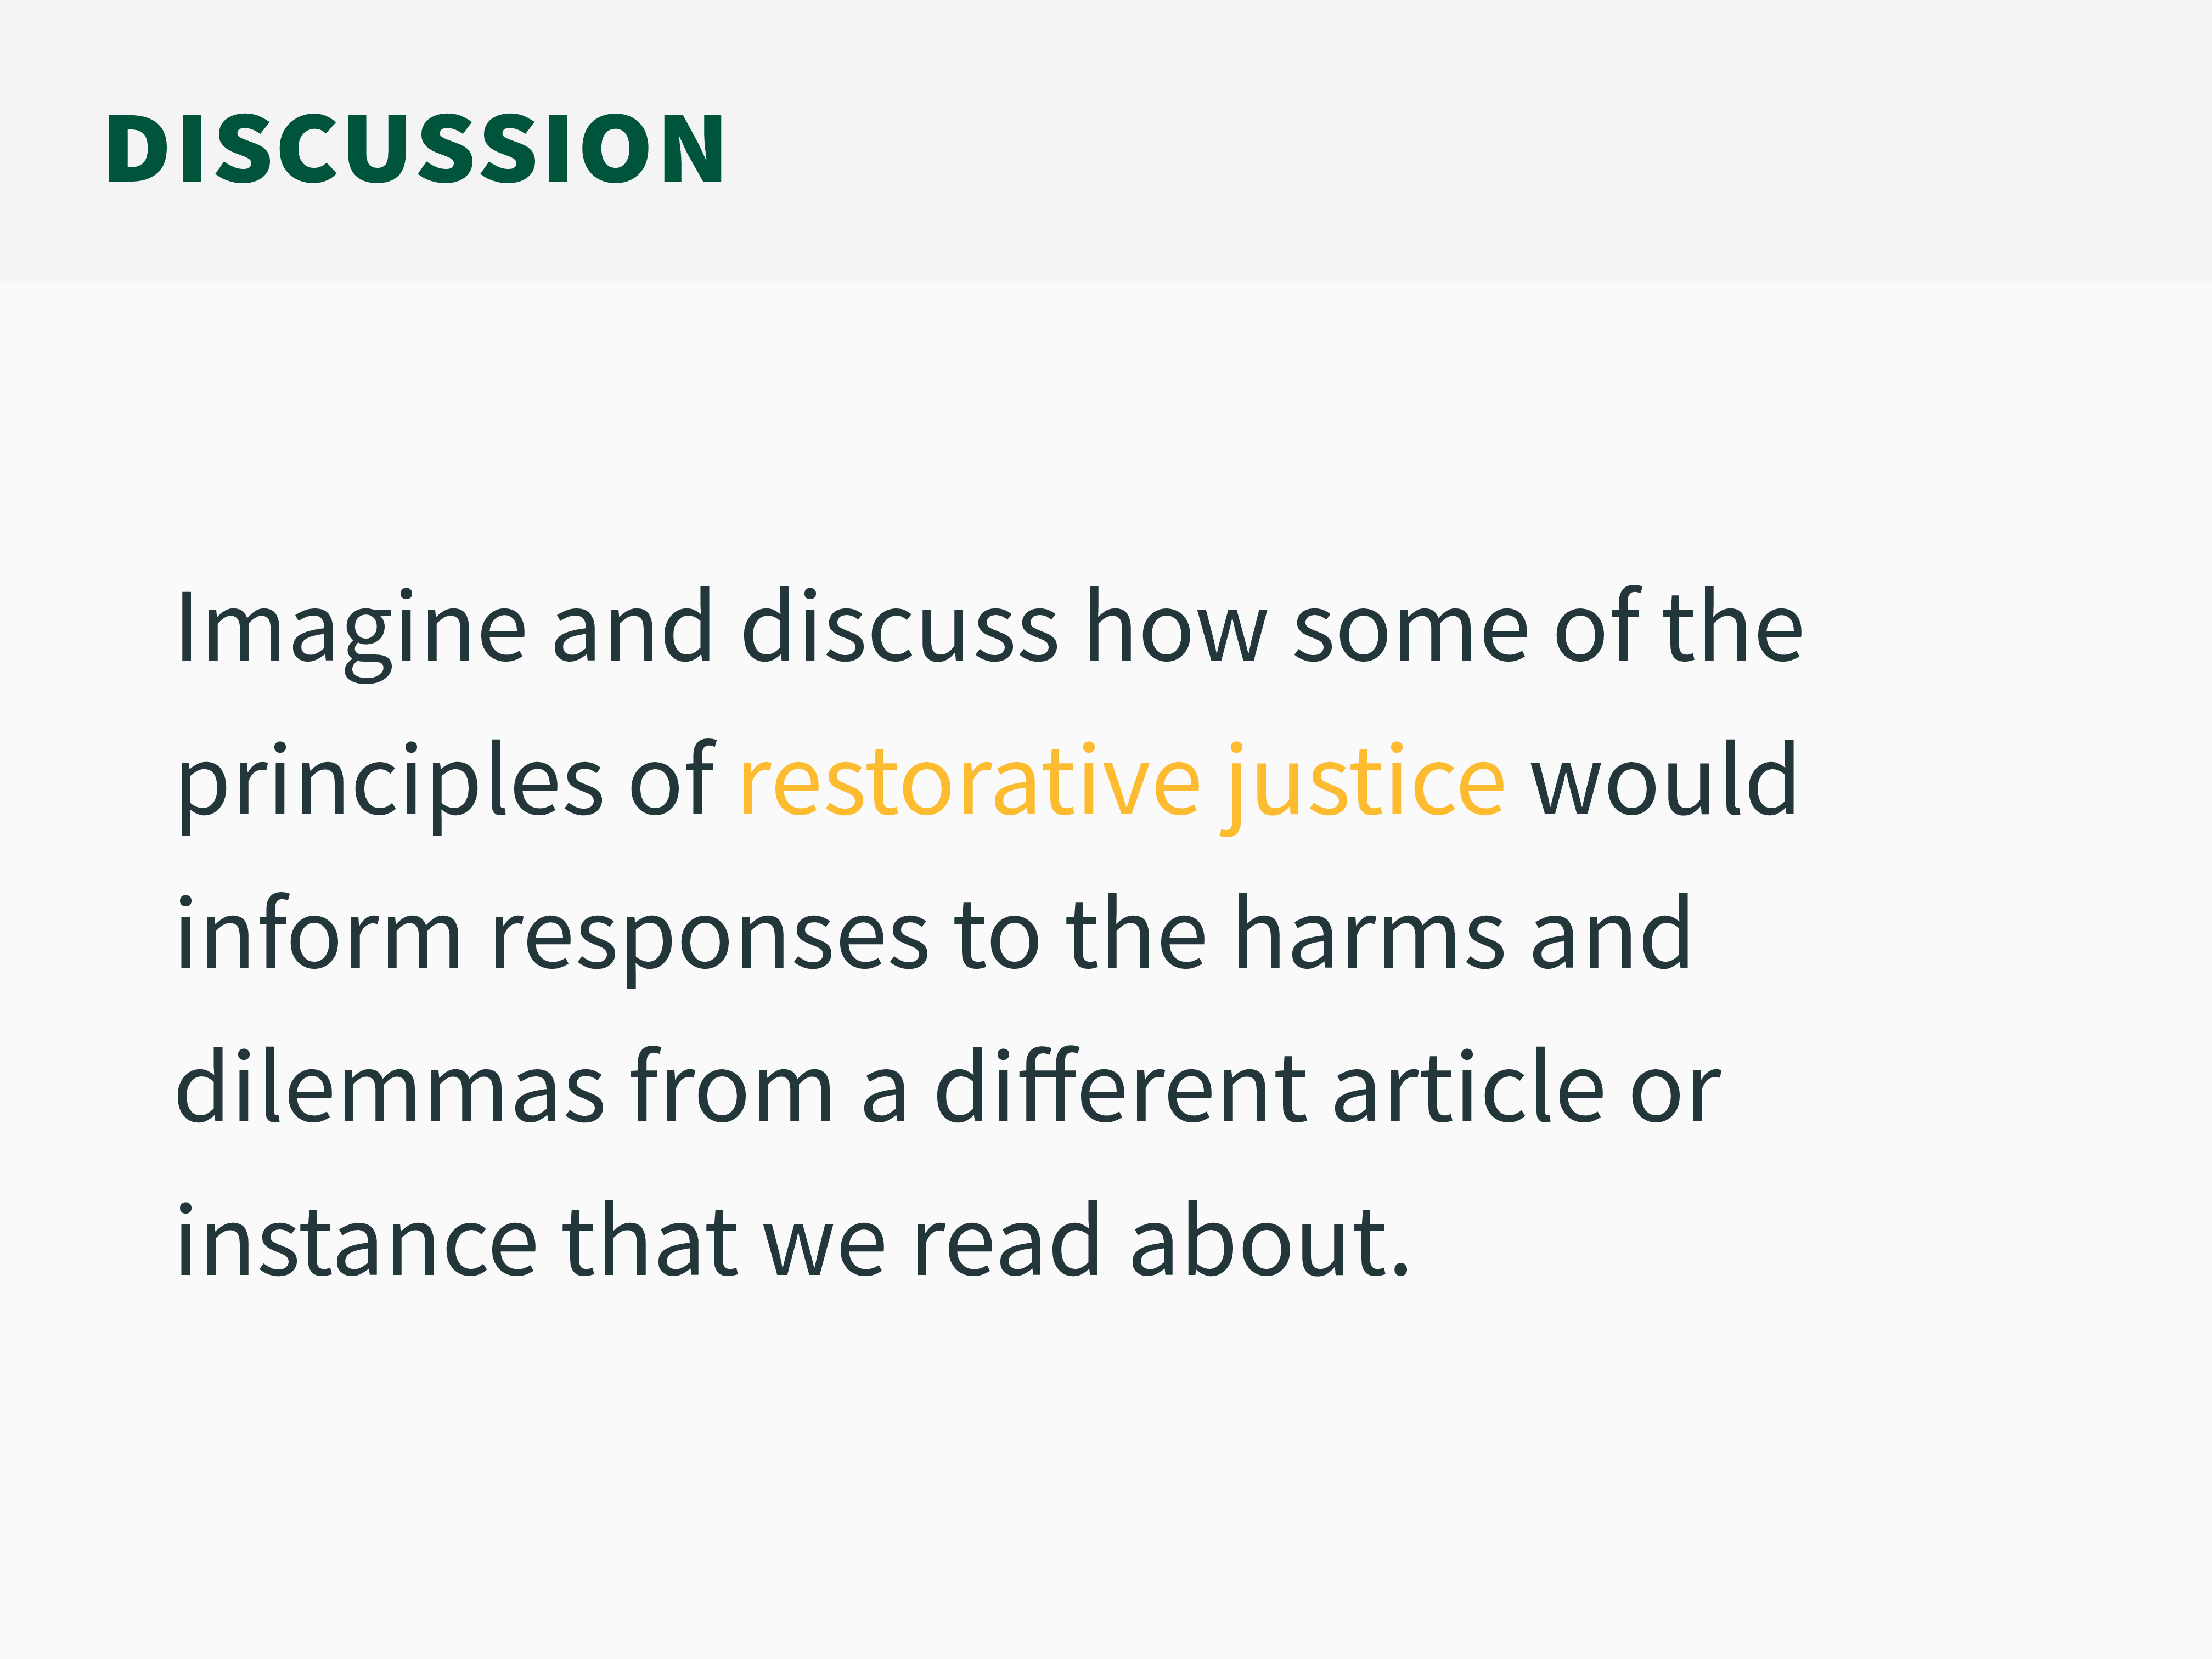 DISCUSSION
Imagine and discuss how some of the
principles of restorative justice would
inform responses to the harms and
dilemmas from a different article or
instance that we read about.